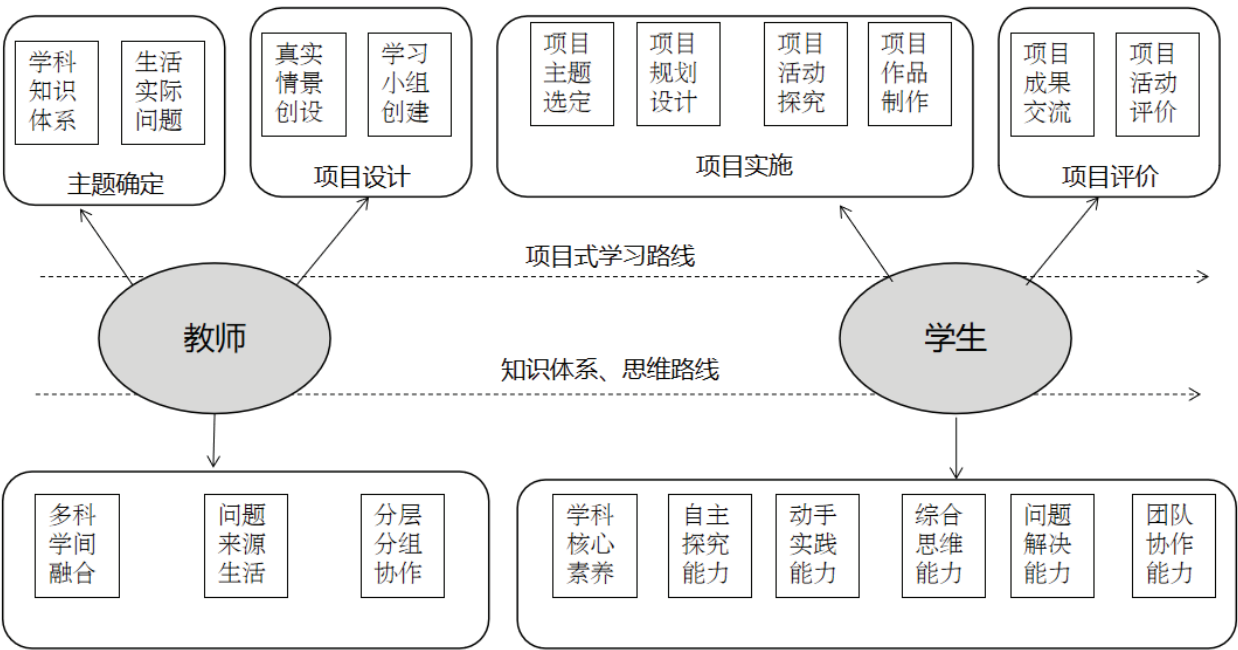 学科
知识
体系
生活
实际
问题
主题确定
真实
情景
创设
学习
小组
创建
项目设计
项目
主题
选定
项目
规划
设计
项目
活动
探究
项目
作品
制作
项目实施
项目
成果
交流
项目
活动
评价
项目评价
项目式学习路线
教师
学生
知识体系、思维路线
多科
学间
融合
问题
来源
生活
分层
分组
协作
学科
核心
素养
自主
探究
能力
动手
实践
能力
综合
思维
能力
问题
解决
能力
团队
协作
能力